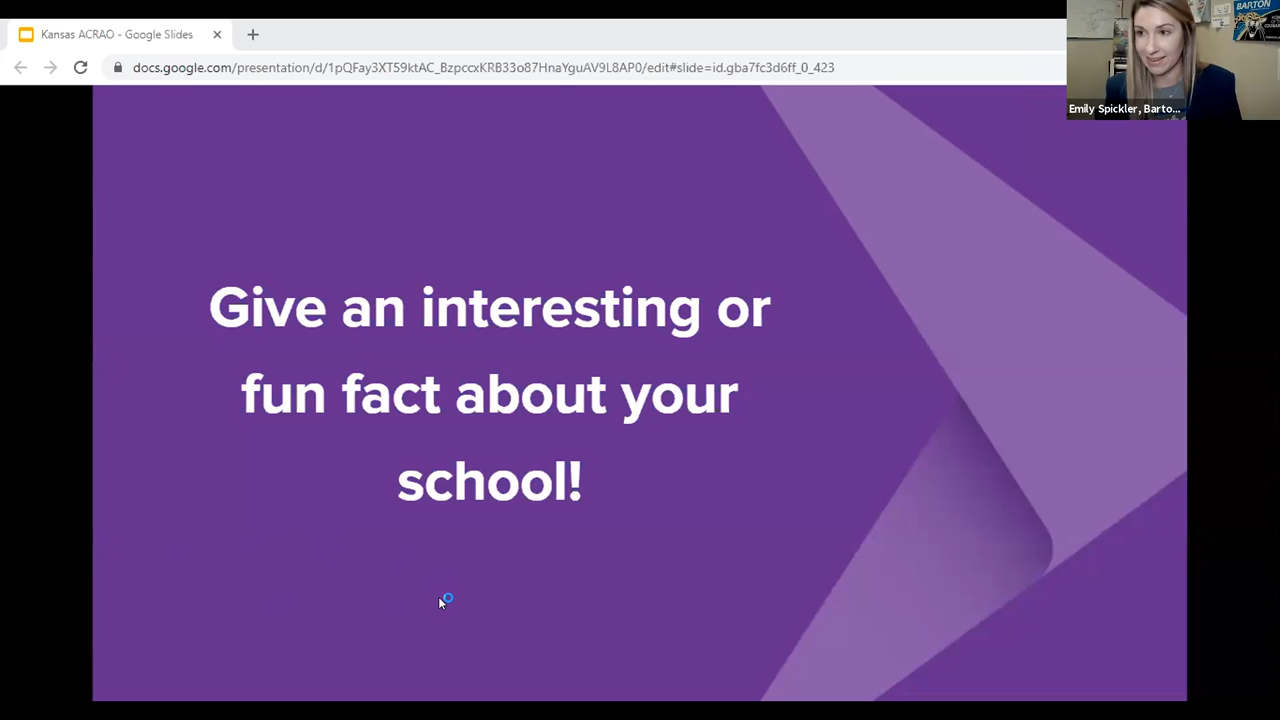 Kansas ACRAO - Google Slides
docs.google.com/presentation/d/1pQFay3XT59ktAC_BzpccxKRB33o87HnaYguAV9L8AP0/edit#slide=id.gba7fc3d6ff_0_423
BARTON
Emily Spickler, Barto...
Give an interesting or
fun fact about your
school!